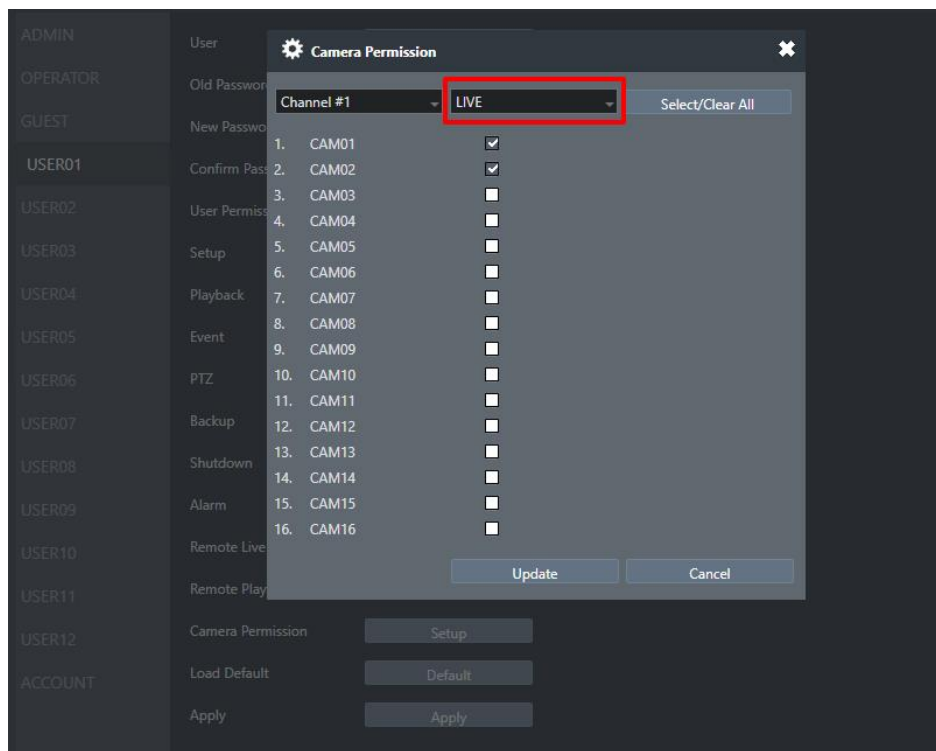 ADMIN
OPERATOR
GUEST
USER01
USER02
USER03
USER04
USER05
USER06
USER07
USER08
USER09
USER10
USER11
USER12
ACCOUNT
User
Old Passwor
New Passwo
Confirm Pass
User Permiss
Setup
Playback
Event
PTZ
Backup
Shutdown
Alarm
Remote Live
Remote Play
Camera Permission Setup
Load Default Default
Apply Apply
Camera Permission
Channel #1 LIVE Select/Clear All
1. CAM01
2. CAM02
3. CAM03
4. CAM04
5. CAM05
6. CAM06
7. CAM07
8. CAM08
9. CAM09
10. CAM10
11. CAM11
12. CAM12
13. CAM13
14. CAM14
15. CAM15
16. CAM16
Update Cancel